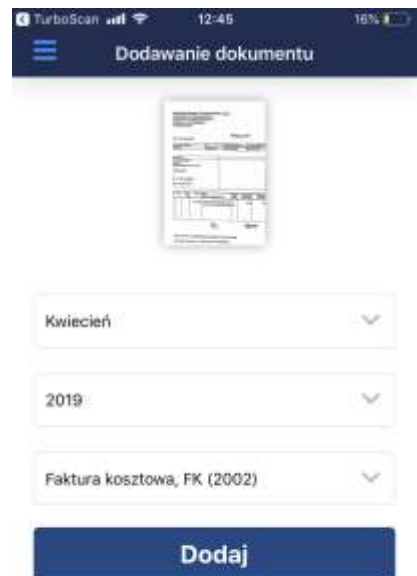 TurboScan 12:45 16%
Dodawanie dokumentu
Kwiecień
2019
Faktura kosztowa, FK (2002)
Dodaj